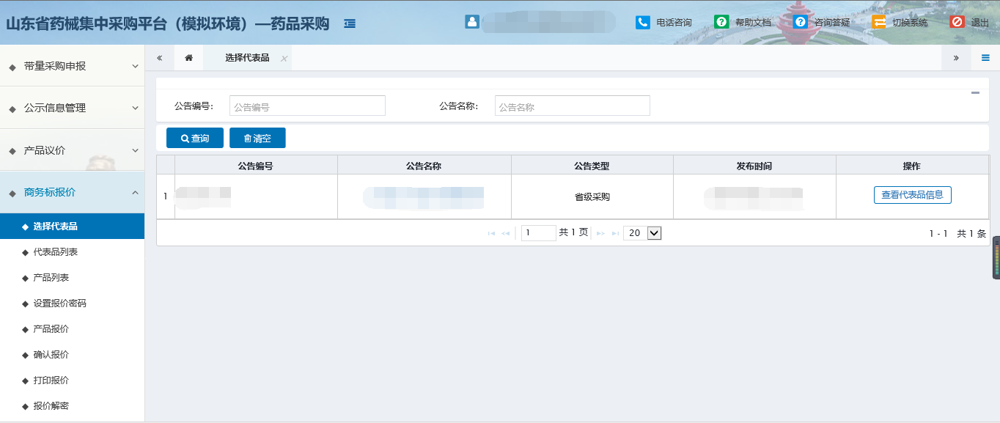 山东省药械集中采购平台（模拟环境）—药品采购
电话咨询 帮助文档 咨询答疑 切换系统 退出
带量采购申报
公示信息管理
产品议价
商务标报价
选择代表品
代表品列表
产品列表
设置报价密码
产品报价
确认报价
打印报价
报价解密
选择代表品
公告编号： 公告编号 公告名称： 公告名称
查询 清空
公告编号 公告名称 公告类型 发布时间 操作
1 省级采购 查看代表品信息
1 共 1 页 20 1 - 1 共 1 条